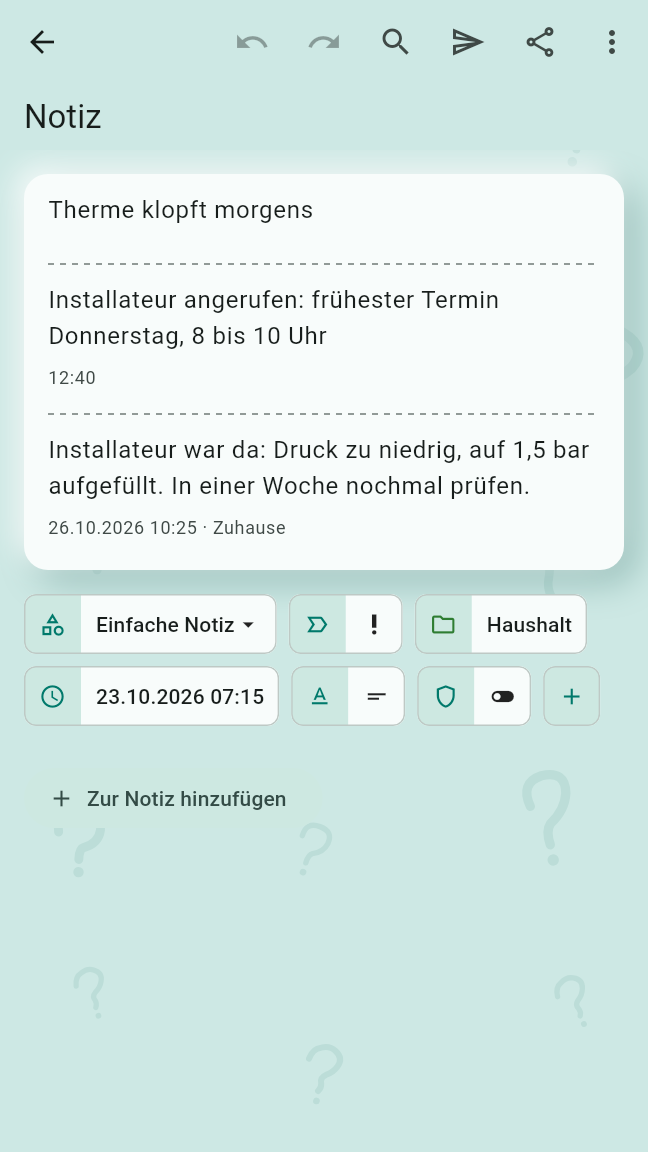 Notiz
Therme klopft morgens
Installateur angerufen: frühester Termin
Donnerstag, 8 bis 10 Uhr
12:40
Installateur war da: Druck zu niedrig, auf 1,5 bar
aufgefüllt. In einer Woche nochmal prüfen.
26.10.2026 10:25 · Zuhause
Einfache Notiz
Haushalt
23.10.2026 07:15
Zur Notiz hinzufügen